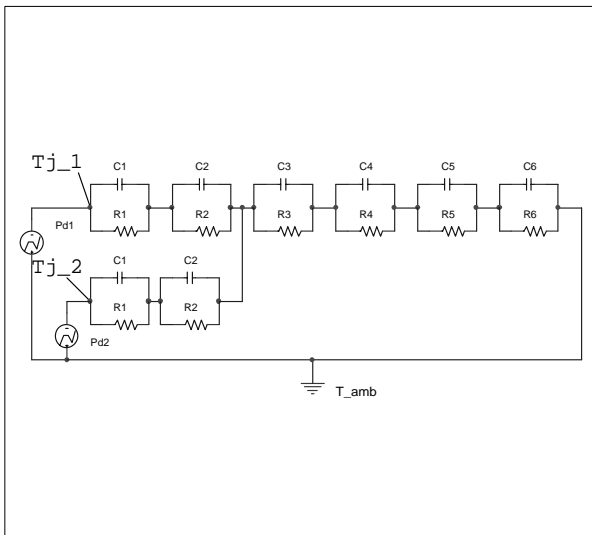 Tj_1
C1 C2 C3 C4 C5 C6
R1 R2 R3 R4 R5 R6
Pd1
Tj_2
C1 C2
R1 R2
Pd2
T_amb